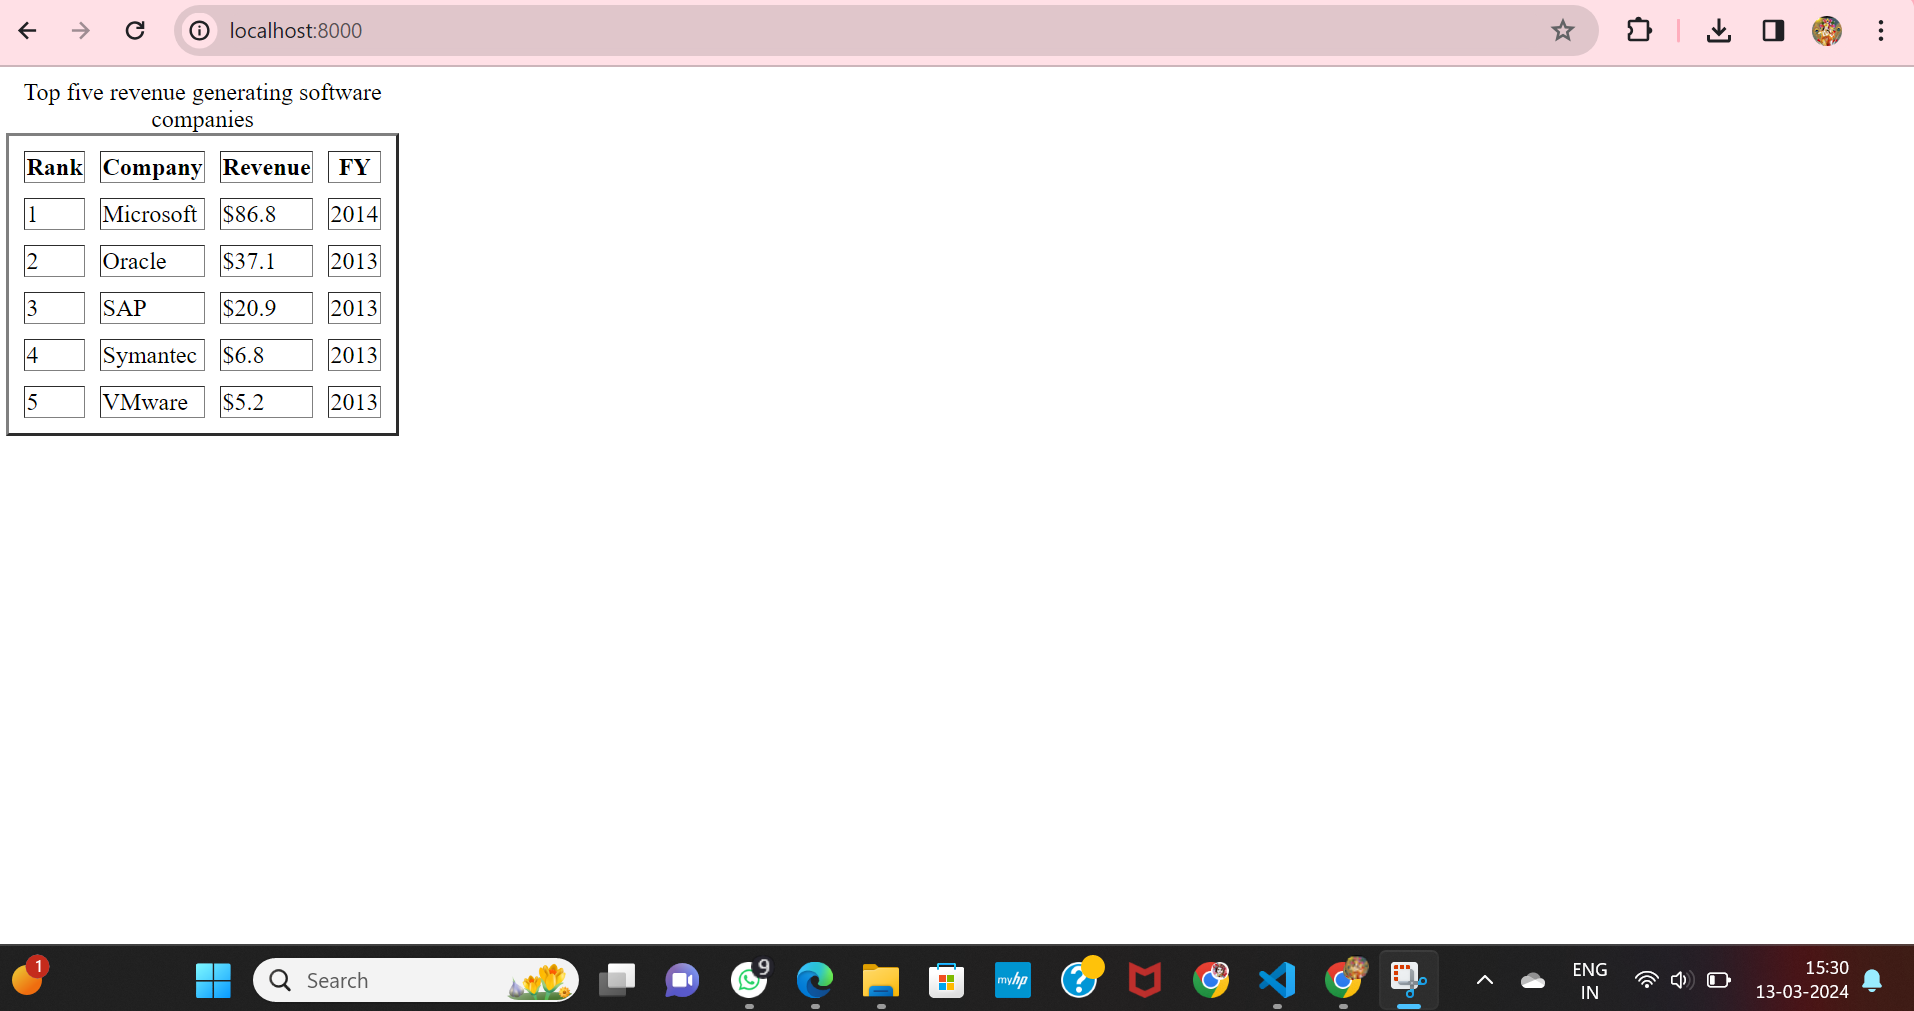 localhost:8000
Top five revenue generating software
companies
Rank Company Revenue FY
1 Microsoft $86.8 2014
2 Oracle $37.1 2013
3 SAP $20.9 2013
4 Symantec $6.8 2013
5 VMware $5.2 2013
1
Search
9
myhp
?
ENG
IN
15:30
13-03-2024